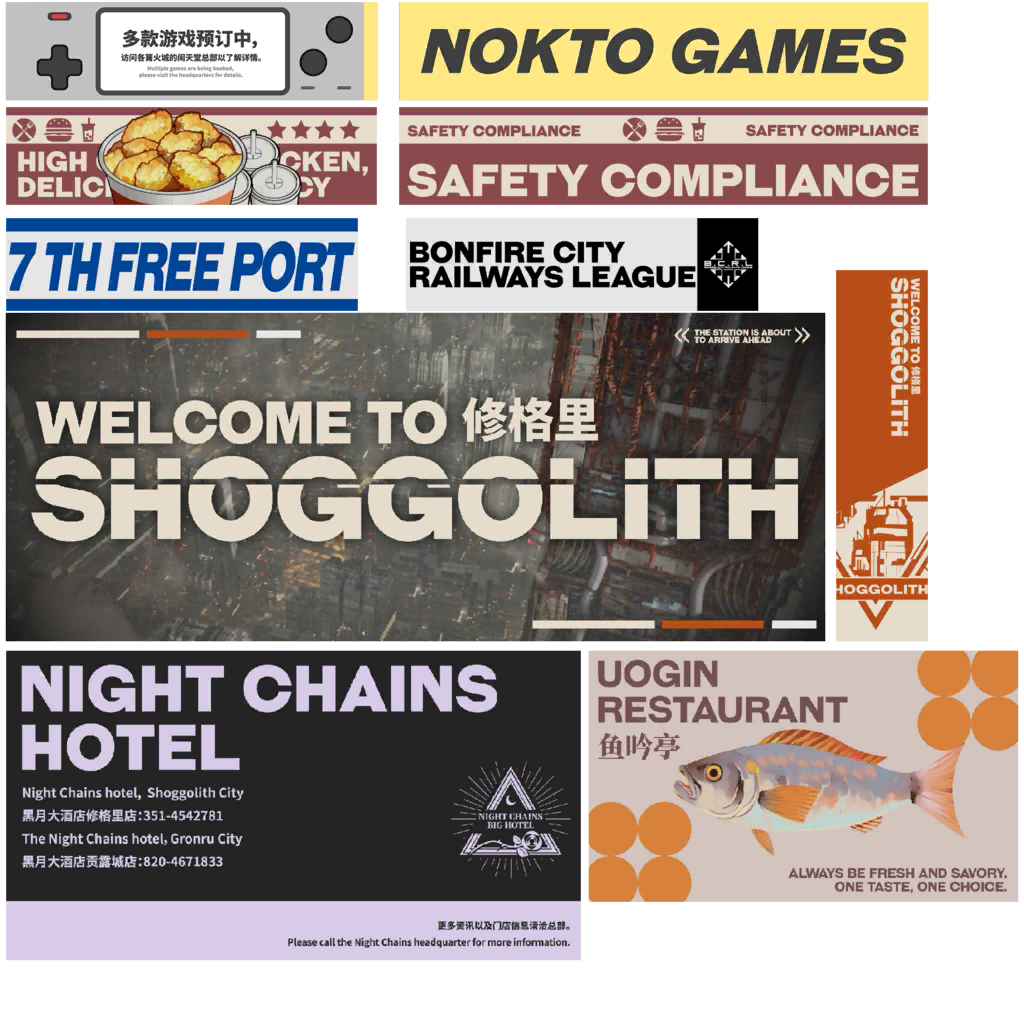 多款游戏预订中,
访问各篝火城的闹天堂总部以了解详情。
Multiple games are being booked,
please visit the headquarters for details.
NOKTO GAMES
HIGH CKEN,
DELICI CY
SAFETY COMPLIANCE SAFETY COMPLIANCE
SAFETY COMPLIANCE
7 TH FREE PORT
BONFIRE CITY
RAILWAYS LEAGUE
B.C.R.L
THE STATION IS ABOUT
TO ARRIVE AHEAD
WELCOME TO 修格里
SHOGGOLITH
WELCOME TO 修格里
SHOGGOLITH
HOGGOLITH
NIGHT CHAINS
HOTEL
Night Chains hotel, Shoggolith City
黑月大酒店修格里店:351-4542781
The Night Chains hotel, Gronru City
黑月大酒店贡露城店:820-4671833
NIGHT CHAINS
BIG HOTEL
更多资讯以及门店信息请洽总部。
Please call the Night Chains headquarter for more information.
UOGIN
RESTAURANT
鱼吟亭
ALWAYS BE FRESH AND SAVORY.
ONE TASTE, ONE CHOICE.